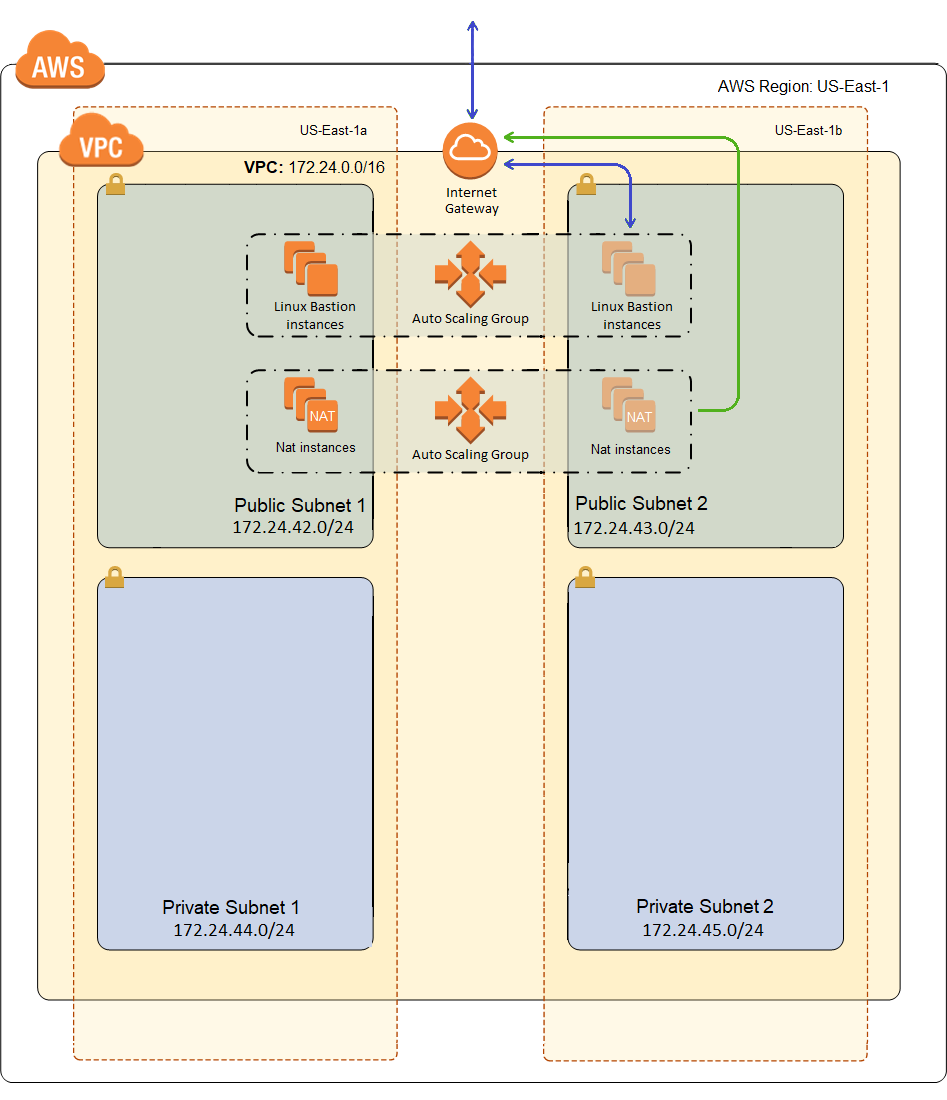 AWS
AWS Region: US-East-1
US-East-1a
US-East-1b
VPC
VPC: 172.24.0.0/16
Internet
Gateway
Linux Bastion
instances
Auto Scaling Group
Linux Bastion
instances
NAT
Nat instances
Auto Scaling Group
NAT
Nat instances
Public Subnet 1
172.24.42.0/24
Public Subnet 2
172.24.43.0/24
Private Subnet 1
172.24.44.0/24
Private Subnet 2
172.24.45.0/24